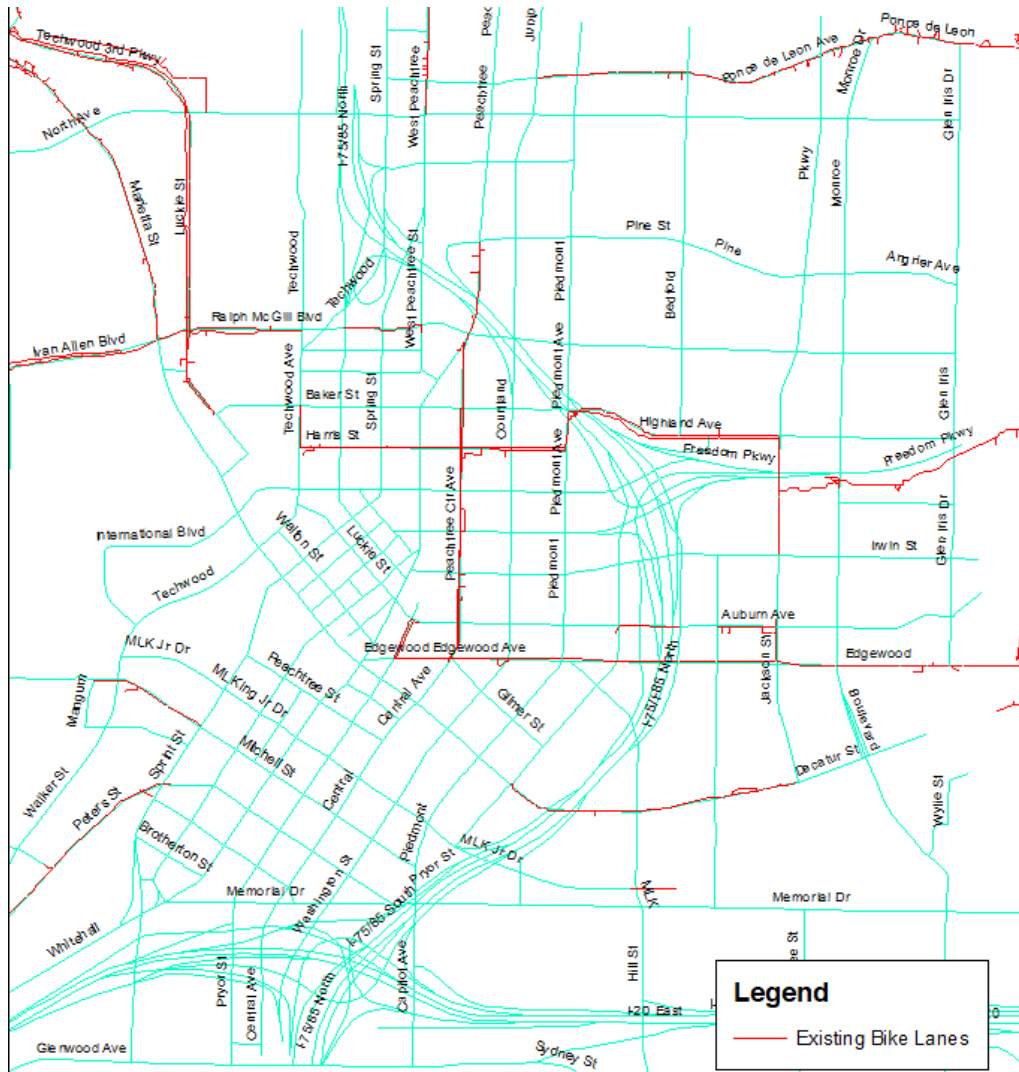 Techwood 3rd Pkwy
Spring St
Peachtree
Ponce de Leon
Ponce de Leon Ave
Monroe Dr
Glen Iris Dr
North Ave
I-75/85 North
West Peachtree
Peachtree
Pkwy
Monroe
Marietta St
Luckie St
Techwood
Techwood
West Peachtree St
Piedmont
Pine St
Pine
Bedford
Angrier Ave
Ralph McGill Blvd
Ivan Allen Blvd
Piedmont Ave
Techwood Ave
Baker St
Spring St
Courland
Highland Ave
Glen Iris
Harris St
Freedom Pkwy
Freedom Pkwy
Piedmont Ave
Peachtree Ctr Ave
Piedmont
International Blvd
Walton St
Luckie St
Glen Iris Dr
Irwin St
Techwood
Piedmont
Auburn Ave
MLK Jr Dr
Edgewood
Edgewood Ave
Jackson St
Edgewood
Peachtree St
MLKing Jr Dr
Central Ave
Gilmer St
I-75/I-85 North
Mangum
Boulevard
Mitchell St
Sprint St
Decatur St
Walker St
Peters St
Central
Wylie St
Brotherton St
Piedmont
MLK Jr Dr
Memorial Dr
Washington St
I-75/85 South
Pryor St
MLK
Memorial Dr
Whitehall
Pryor St
Central Ave
I-75/85 North
Capitol Ave
Hill St
I-20 East
Glenwood Ave
Sydney St
Legend
Existing Bike Lanes